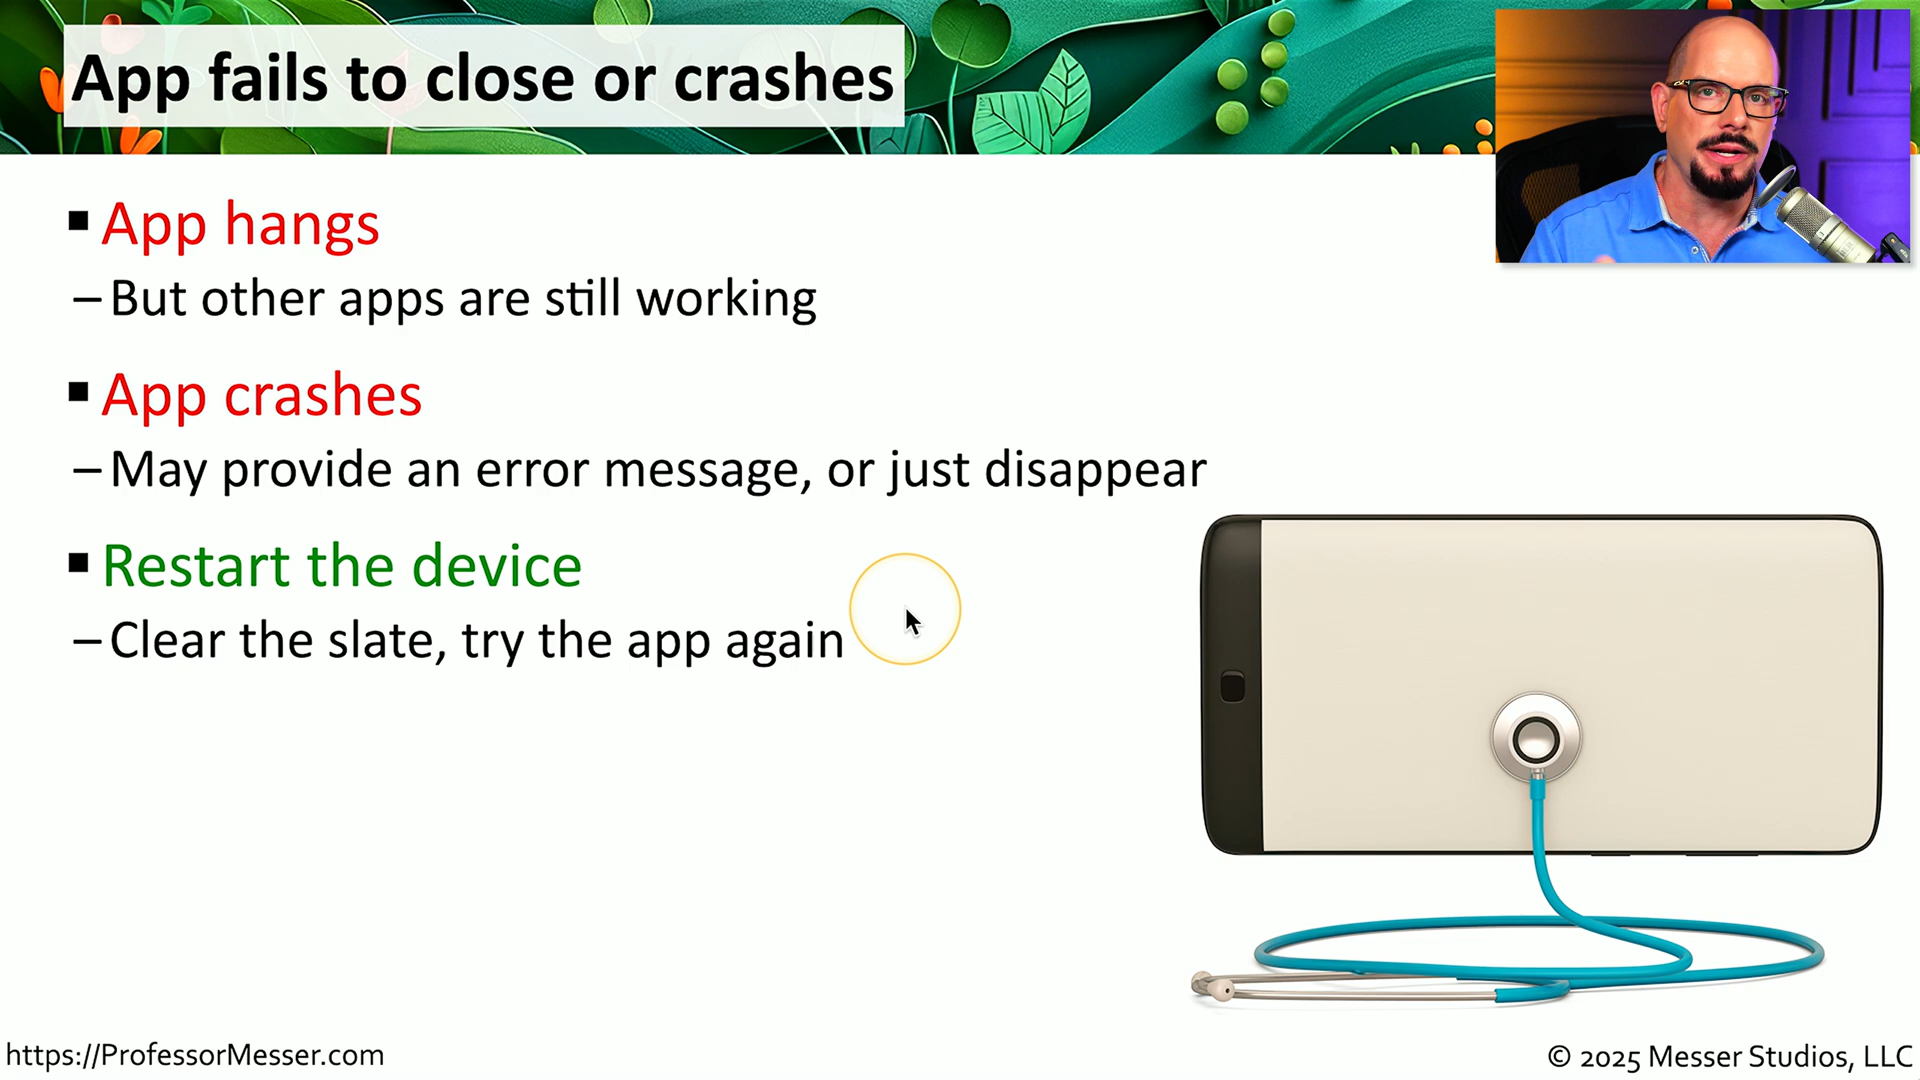 App fails to close or crashes
▪ App hangs
– But other apps are still working
▪ App crashes
– May provide an error message, or just disappear
▪ Restart the device
– Clear the slate, try the app again
https://ProfessorMesser.com
© 2025 Messer Studios, LLC